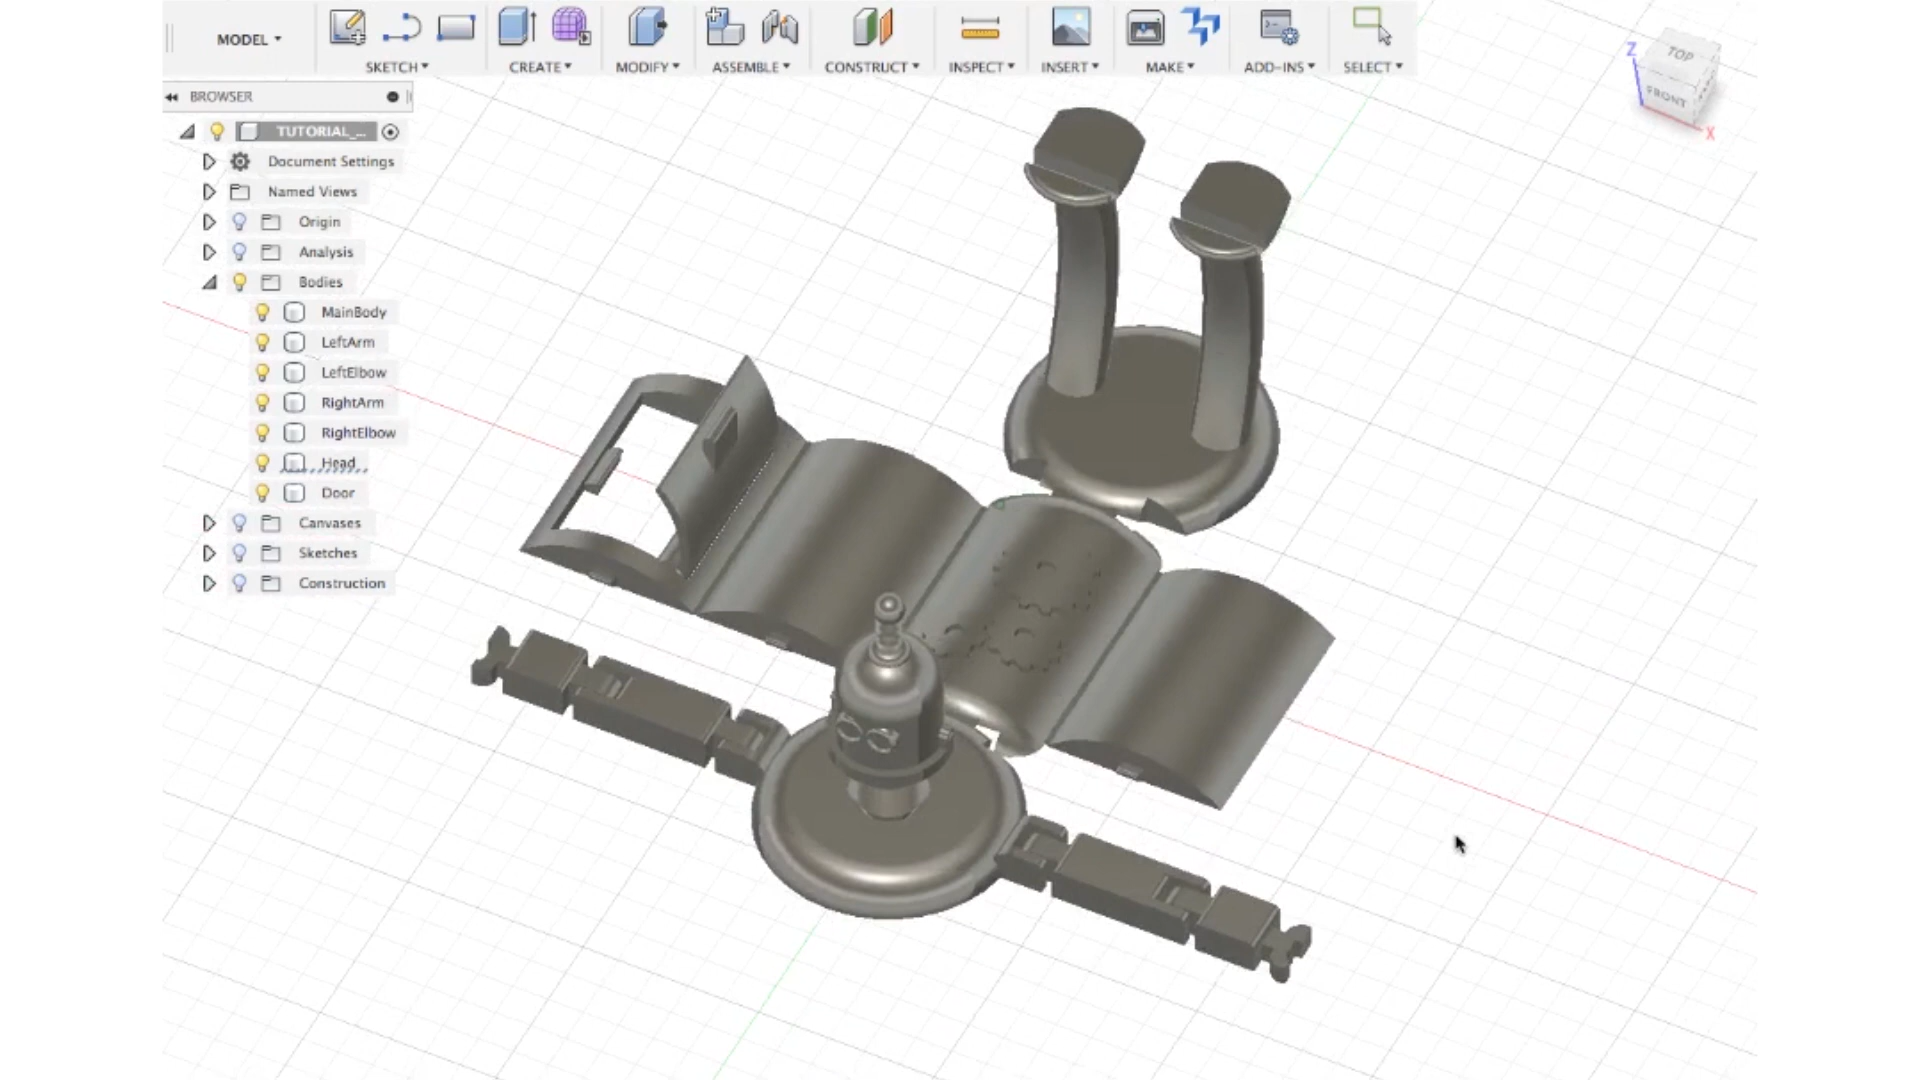 MODEL
SKETCH
CREATE
MODIFY
ASSEMBLE
CONSTRUCT
INSPECT
INSERT
MAKE
ADD-INS
SELECT
BROWSER
TUTORIAL_...
Document Settings
Named Views
Origin
Analysis
Bodies
MainBody
LeftArm
LeftElbow
RightArm
RightElbow
Head
Door
Canvases
Sketches
Construction
Z
TOP
FRONT
X